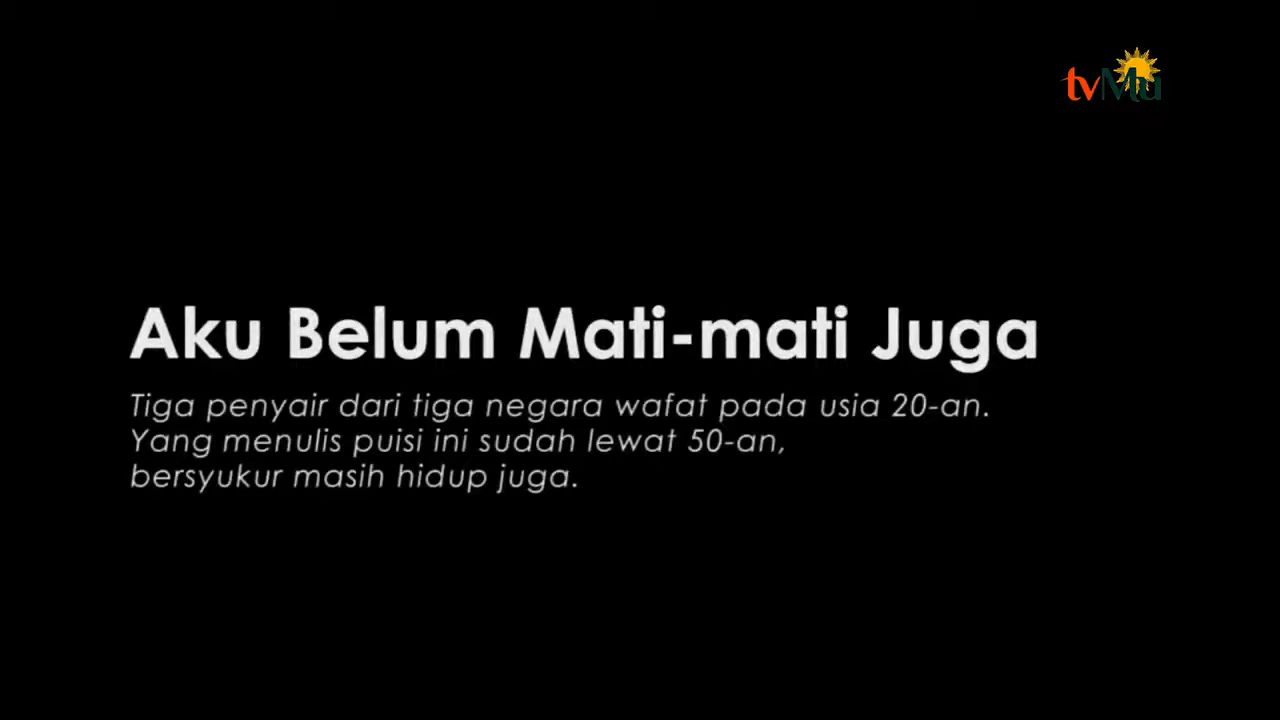 tvMu
Aku Belum Mati-mati Juga
Tiga penyair dari tiga negara wafat pada usia 20-an.
Yang menulis puisi ini sudah lewat 50-an,
bersyukur masih hidup juga.